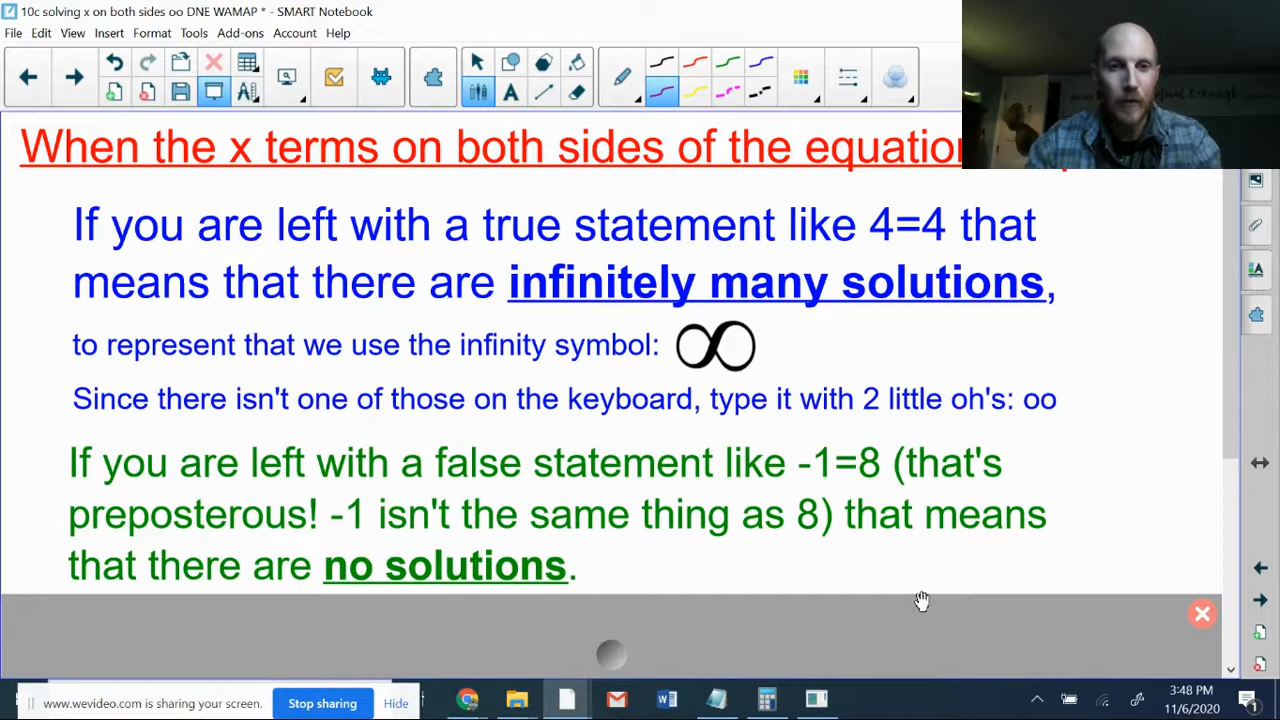 10c solving x on both sides oo DNE WAMAP * - SMART Notebook
File Edit View Insert Format Tools Add-ons Account Help
When the x terms on both sides of the equation
If you are left with a true statement like 4=4 that
means that there are infinitely many solutions,
to represent that we use the infinity symbol: ∞
Since there isn't one of those on the keyboard, type it with 2 little oh's: oo
If you are left with a false statement like -1=8 (that's
preposterous! -1 isn't the same thing as 8) that means
that there are no solutions.
www.wevideo.com is sharing your screen.
Stop sharing
Hide
3:48 PM
11/6/2020
1